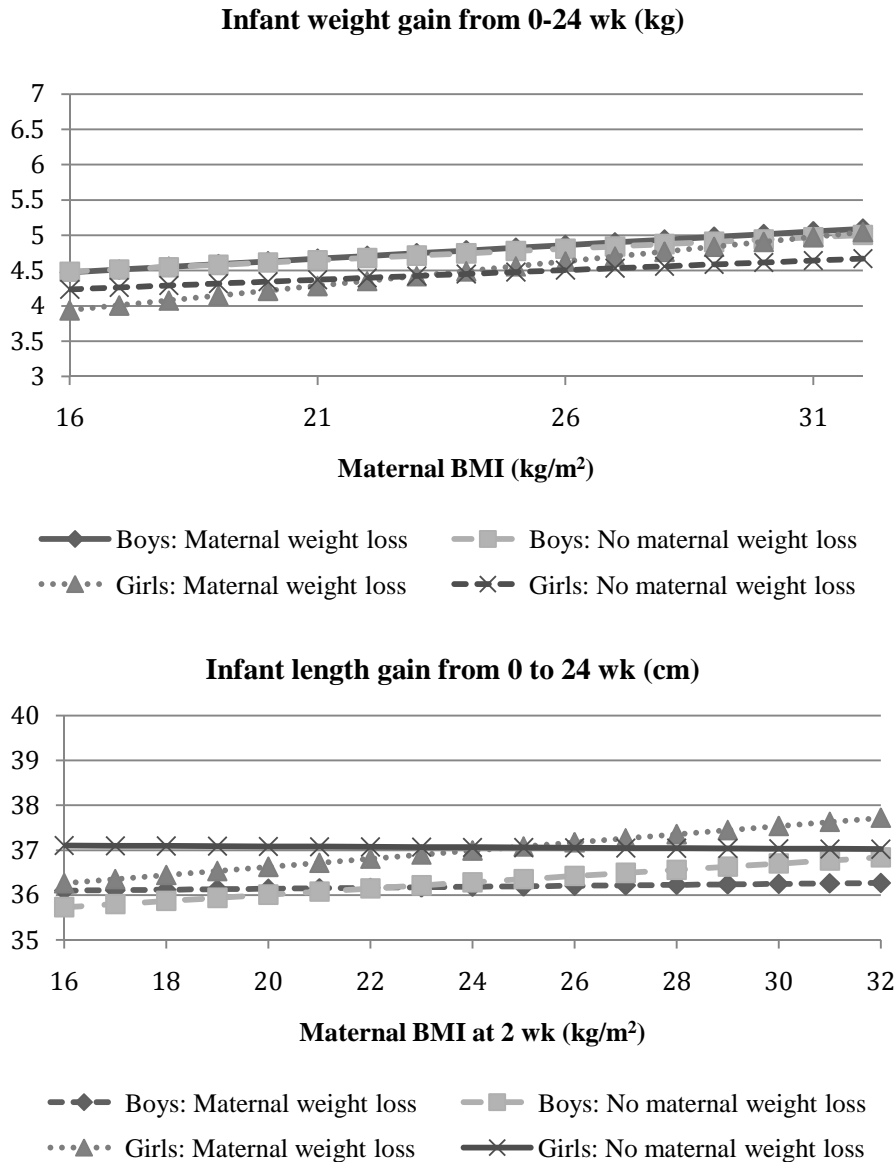 Infant weight gain from 0-24 wk (kg)
7
6.5
6
5.5
5
4.5
4
3.5
3
16 21 26 31
Maternal BMI (kg/m²)
Boys: Maternal weight loss Boys: No maternal weight loss
Girls: Maternal weight loss Girls: No maternal weight loss
Infant length gain from 0 to 24 wk (cm)
40
39
38
37
36
35
16 18 20 22 24 26 28 30 32
Maternal BMI at 2 wk (kg/m²)
Boys: Maternal weight loss Boys: No maternal weight loss
Girls: Maternal weight loss Girls: No maternal weight loss